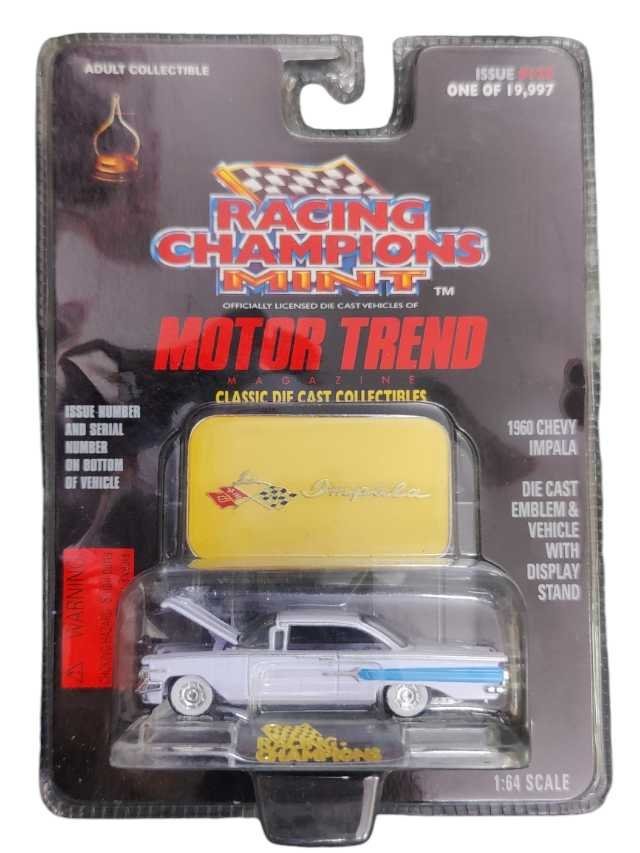 ADULT COLLECTIBLE
ISSUE
ONE OF 19,997
RACING
CHAMPIONS
MINT
TM
OFFICIALLY LICENSED DIE CAST VEHICLES OF
MOTOR TREND
MAGAZINE
CLASSIC DIE CAST COLLECTIBLES
ISSUE NUMBER
AND SERIAL
NUMBER
ON BOTTOM
OF VEHICLE
1960 CHEVY
IMPALA
DIE CAST
EMBLEM &
VEHICLE
WITH
DISPLAY
STAND
Impala
WARNING
RACING
CHAMPIONS
1:64 SCALE